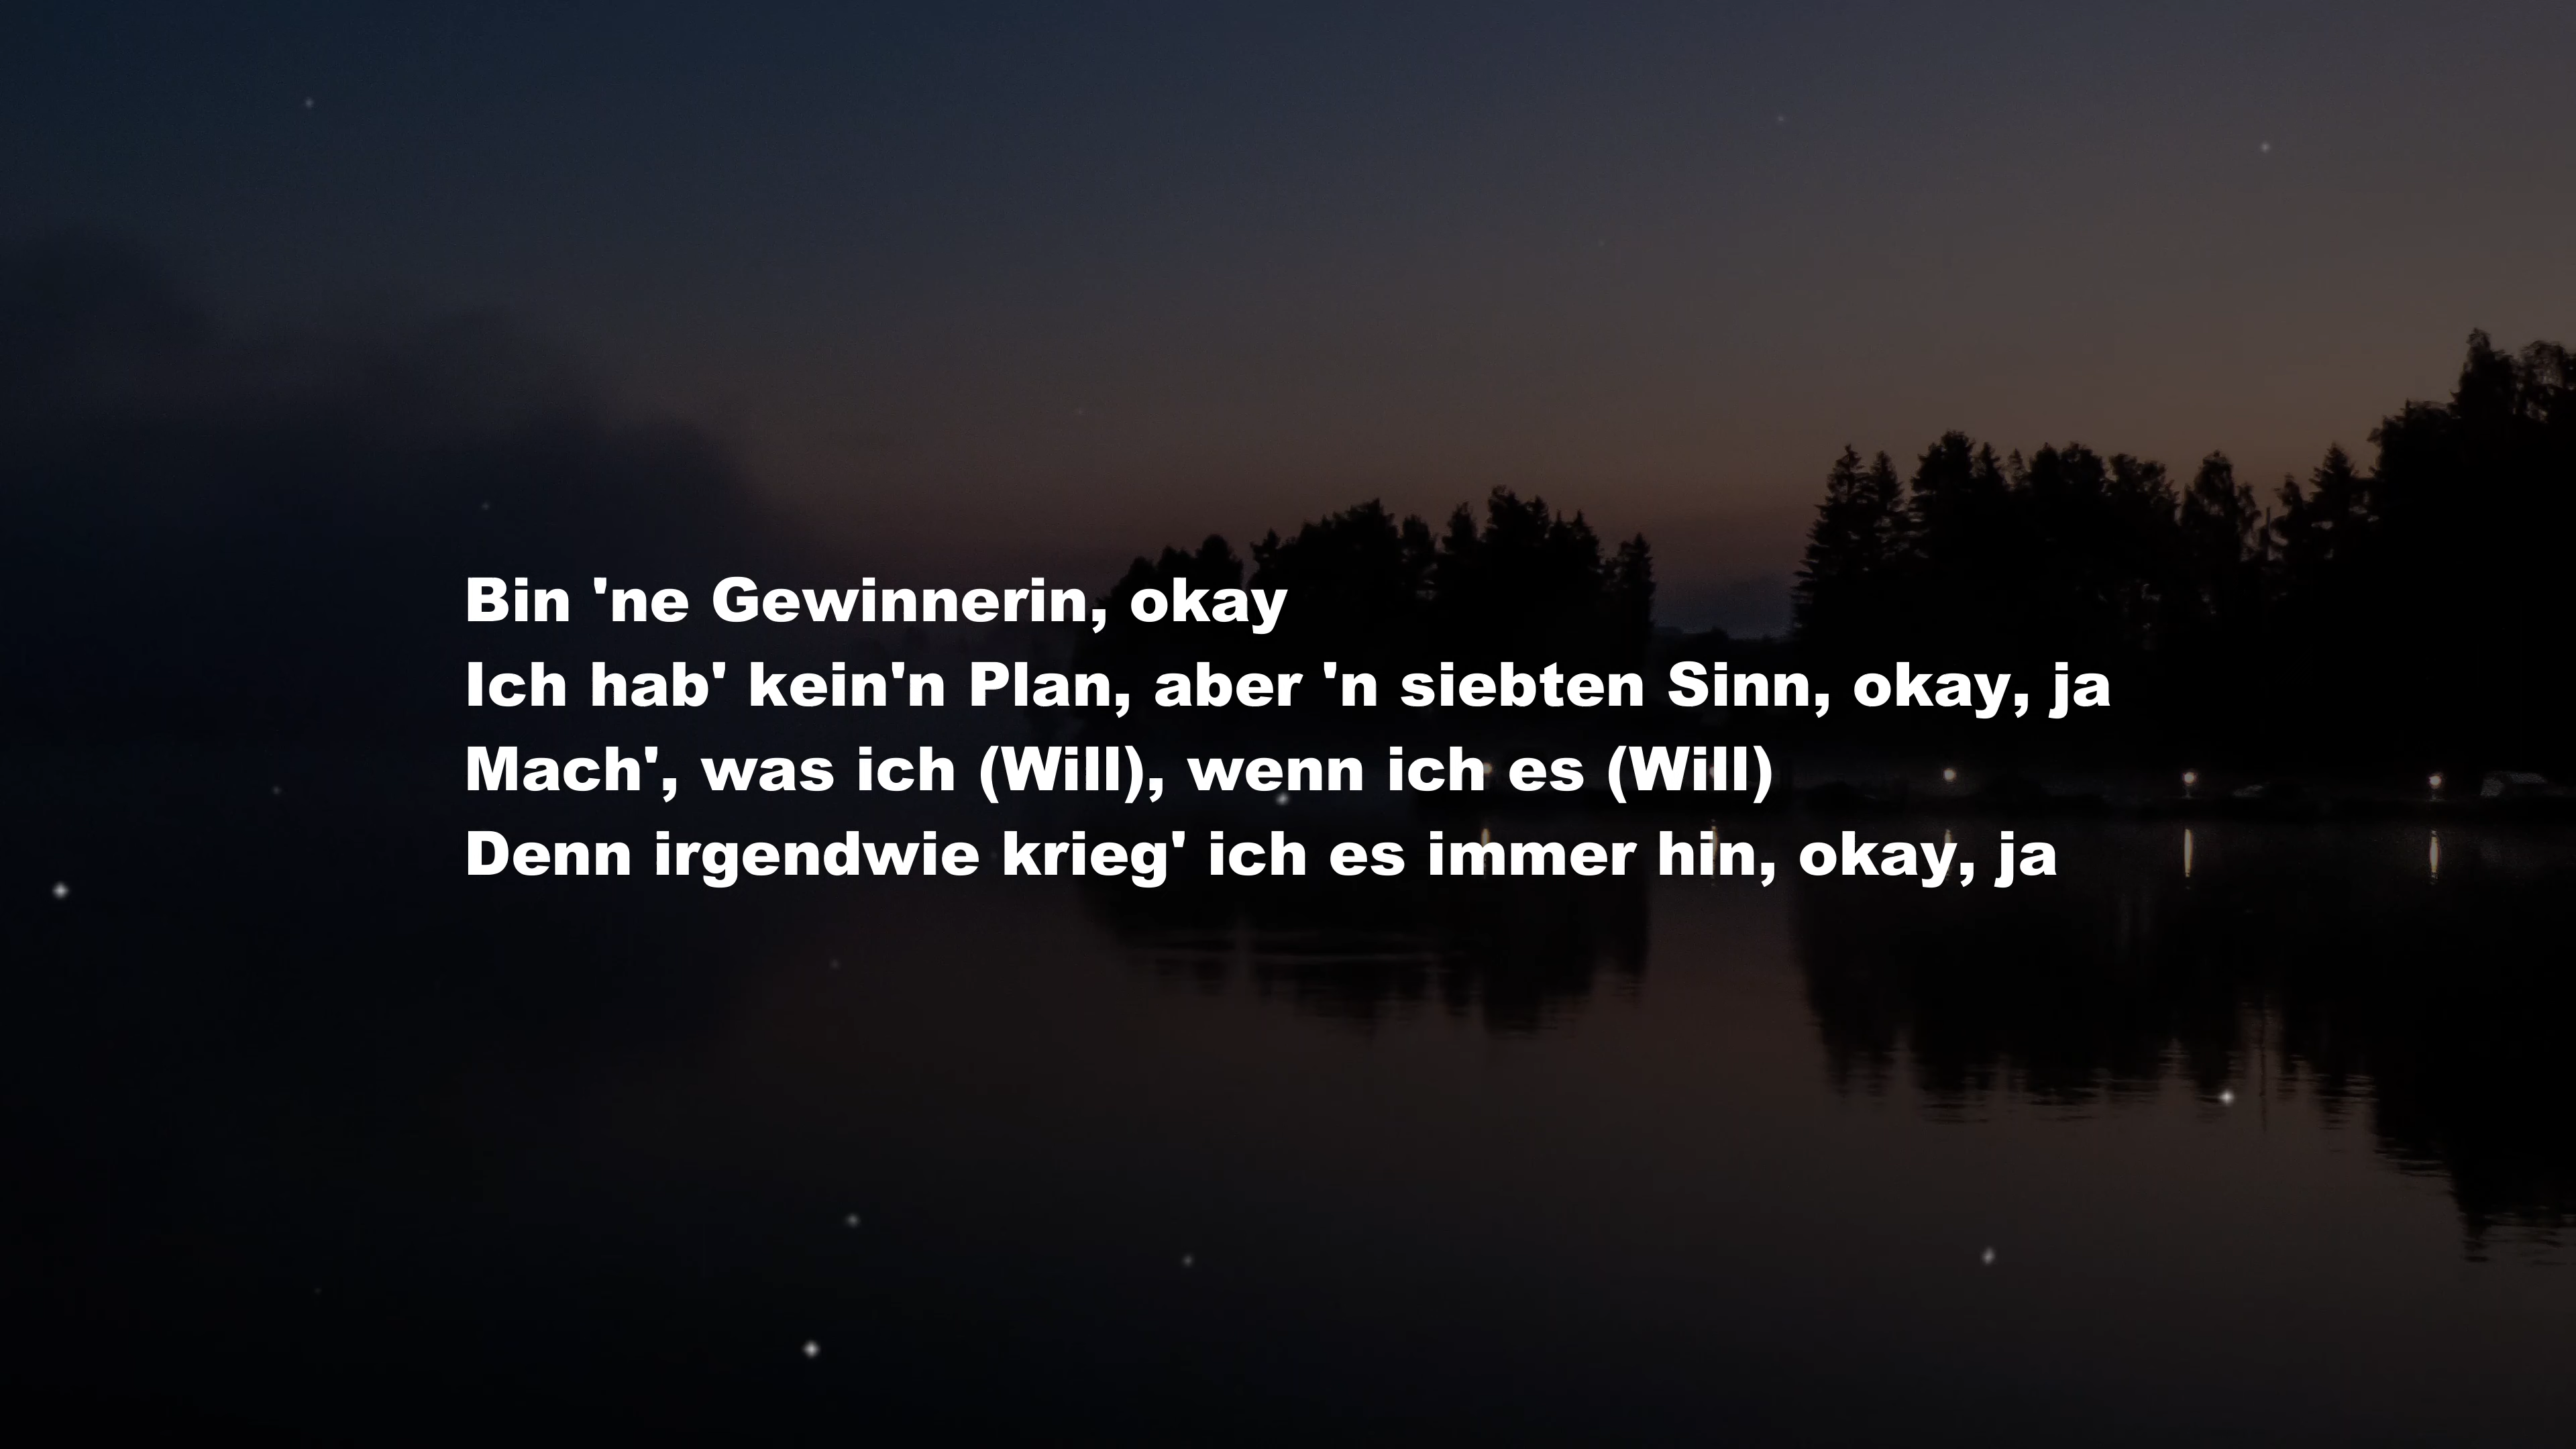 Bin 'ne Gewinnerin, okay
Ich hab' kein'n Plan, aber 'n siebten Sinn, okay, ja
Mach', was ich (Will), wenn ich es (Will)
Denn irgendwie krieg' ich es immer hin, okay, ja